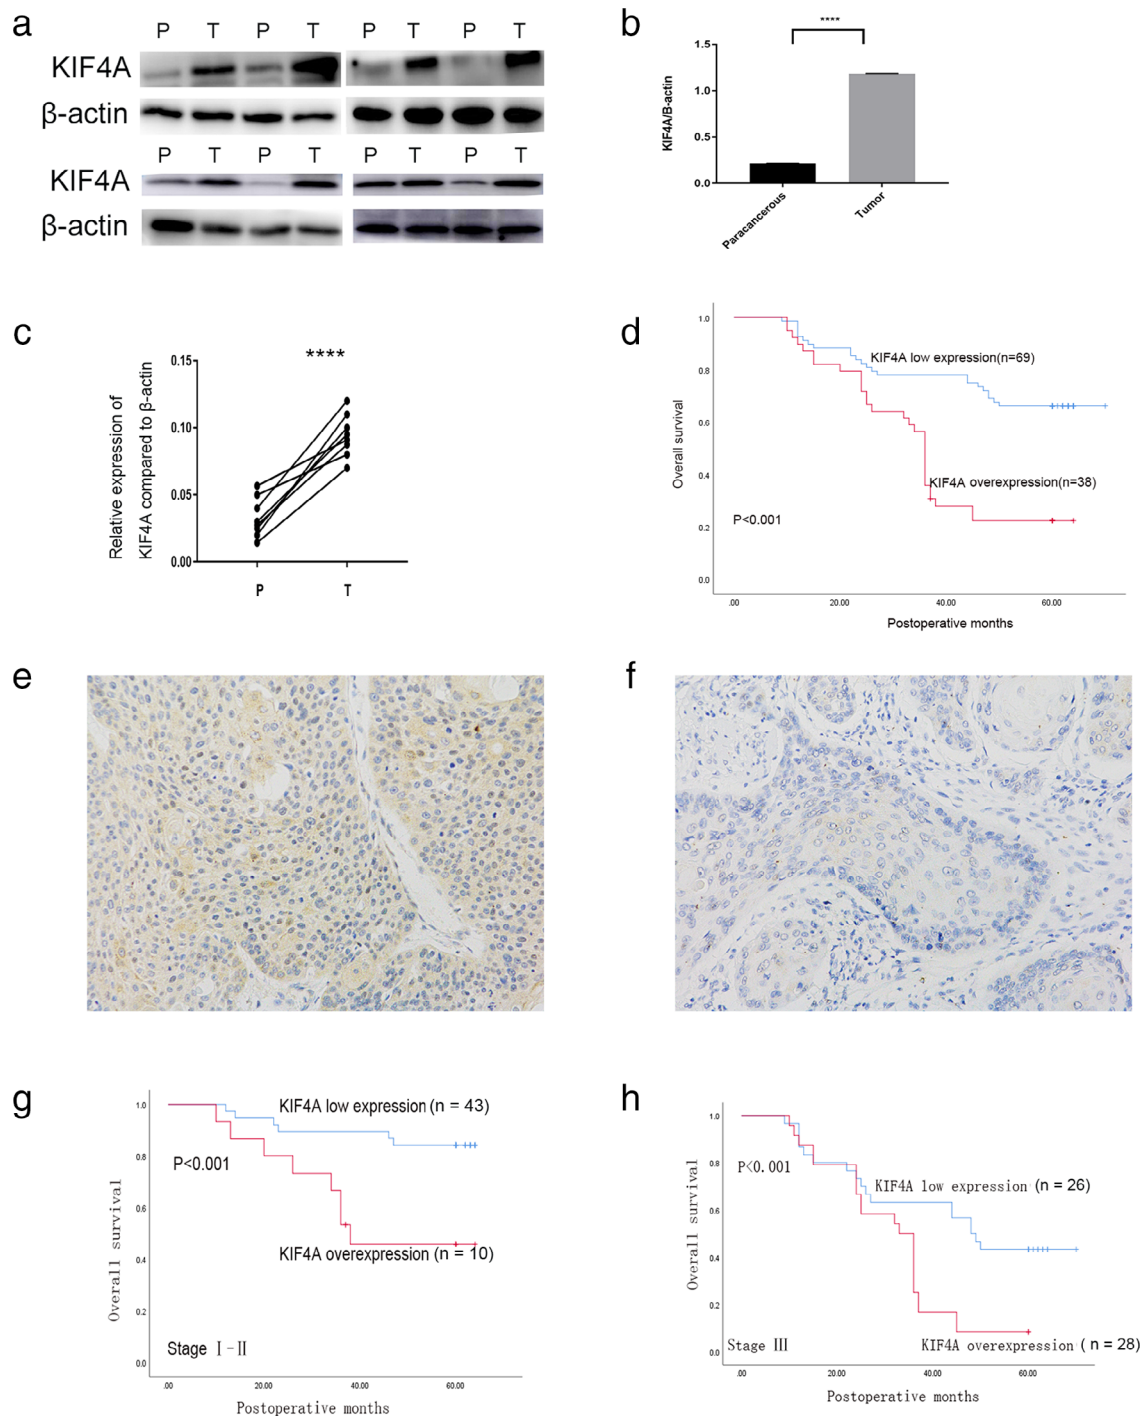 a
P T P T P T P T
KIF4A
β-actin
P T P T P T P T
KIF4A
β-actin
b
****
KIF4A/B-actin
1.5
1.0
0.5
0.0
Paracancerous
Tumor
c
****
Relative expression of
KIF4A compared to β-actin
0.15
0.10
0.05
0.00
P T
d
Overall survival
1.0
0.8
0.6
0.4
0.2
0.0
KIF4A low expression(n=69)
KIF4A overexpression(n=38)
P<0.001
.00 20.00 40.00 60.00
Postoperative months
e
f
g
Overall survival
1.0
0.8
0.6
0.4
0.2
0.0
KIF4A low expression (n = 43)
P<0.001
KIF4A overexpression (n = 10)
Stage Ⅰ-Ⅱ
.00 20.00 40.00 60.00
Postoperative months
h
Overall survival
1.0
0.8
0.6
0.4
0.2
0.0
P<0.001
KIF4A low expression (n = 26)
Stage Ⅲ
KIF4A overexpression ( n = 28)
.00 20.00 40.00 60.00
Postoperative months